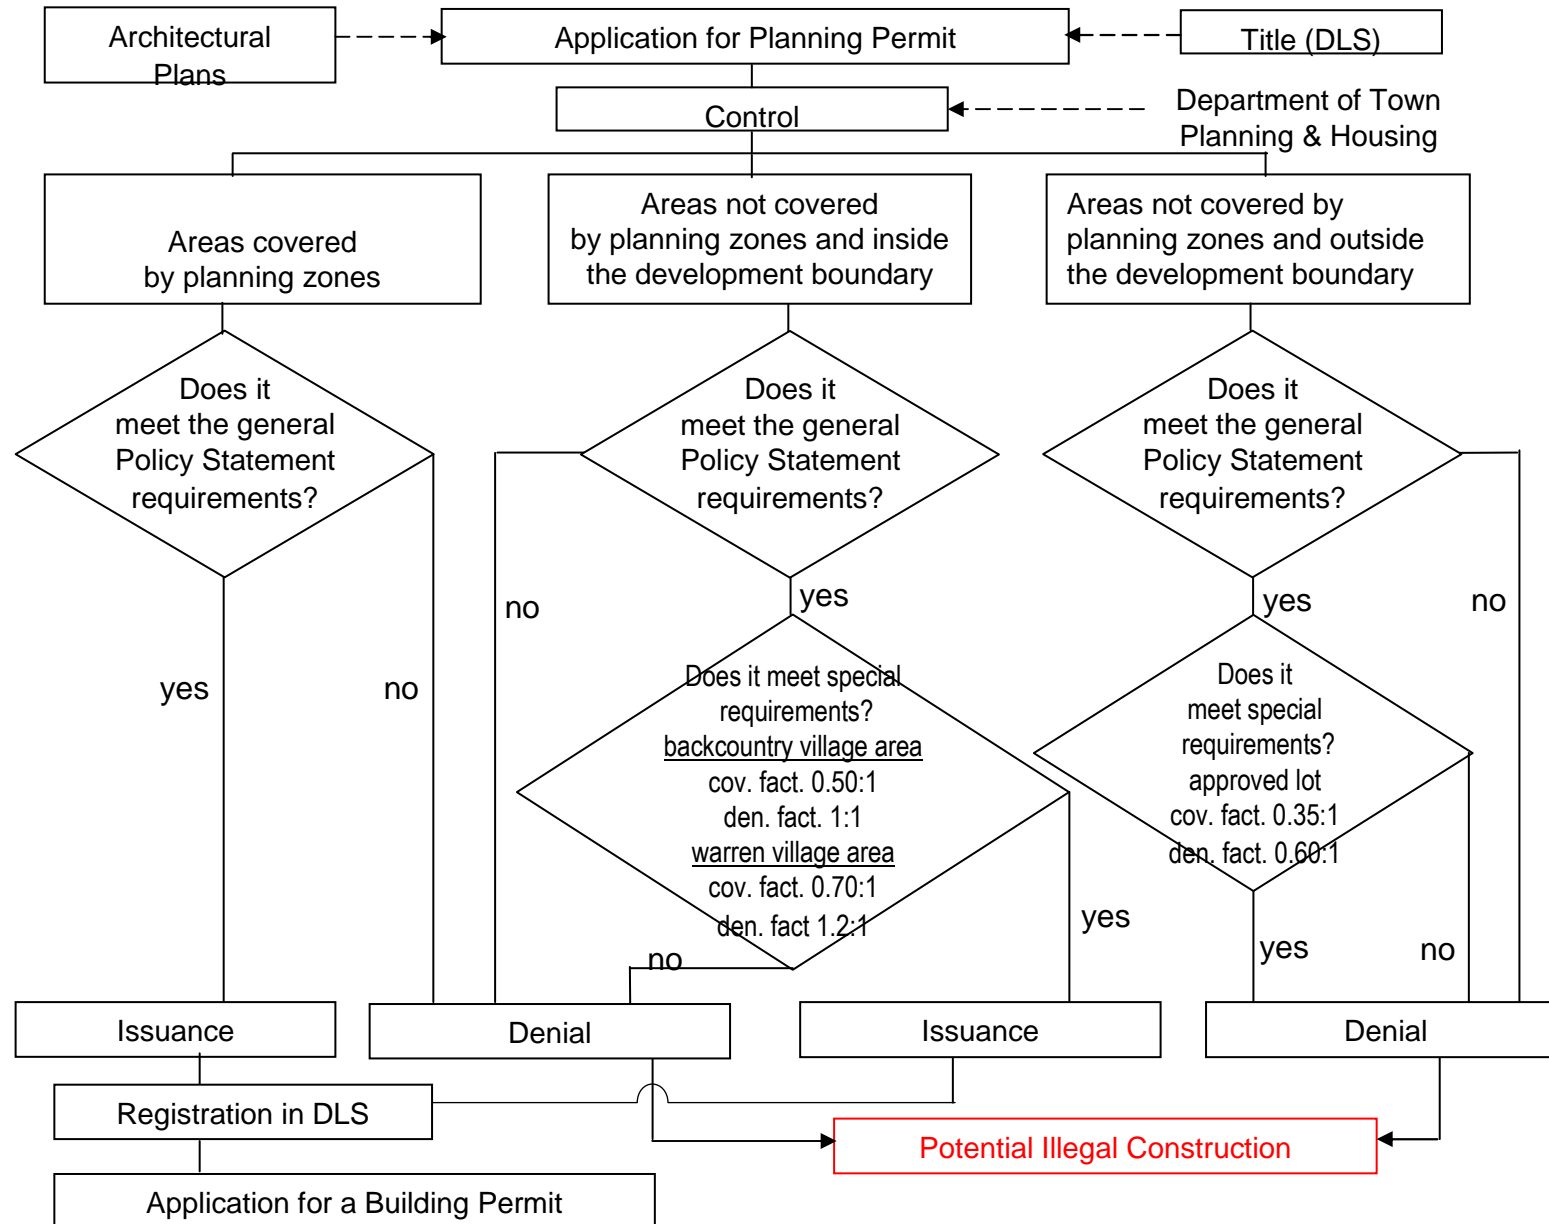 Architectural
Plans
Application for Planning Permit
Title (DLS)
Control
Department of Town
Planning & Housing
Areas covered
by planning zones
Areas not covered
by planning zones and inside
the development boundary
Areas not covered by
planning zones and outside
the development boundary
Does it
meet the general
Policy Statement
requirements?
Does it
meet the general
Policy Statement
requirements?
Does it
meet the general
Policy Statement
requirements?
yes
no
no
yes
yes
no
Does it meet special
requirements?
backcountry village area
cov. fact. 0.50:1
den. fact. 1:1
warren village area
cov. fact. 0.70:1
den. fact 1.2:1
Does it
meet special
requirements?
approved lot
cov. fact. 0.35:1
den. fact. 0.60:1
no
yes
yes
no
Issuance
Denial
Issuance
Denial
Registration in DLS
Potential Illegal Construction
Application for a Building Permit